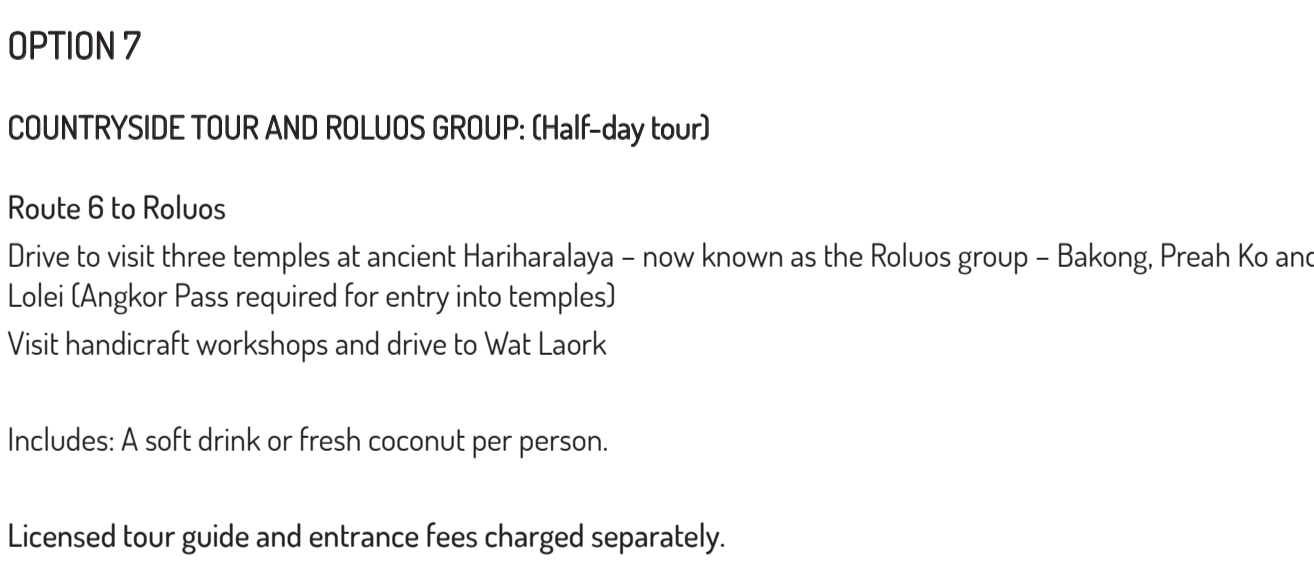 OPTION 7
COUNTRYSIDE TOUR AND ROLUOS GROUP: (Half-day tour)
Route 6 to Roluos
Drive to visit three temples at ancient Hariharalaya – now known as the Roluos group – Bakong, Preah Ko and
Lolei (Angkor Pass required for entry into temples)
Visit handicraft workshops and drive to Wat Laork
Includes: A soft drink or fresh coconut per person.
Licensed tour guide and entrance fees charged separately.